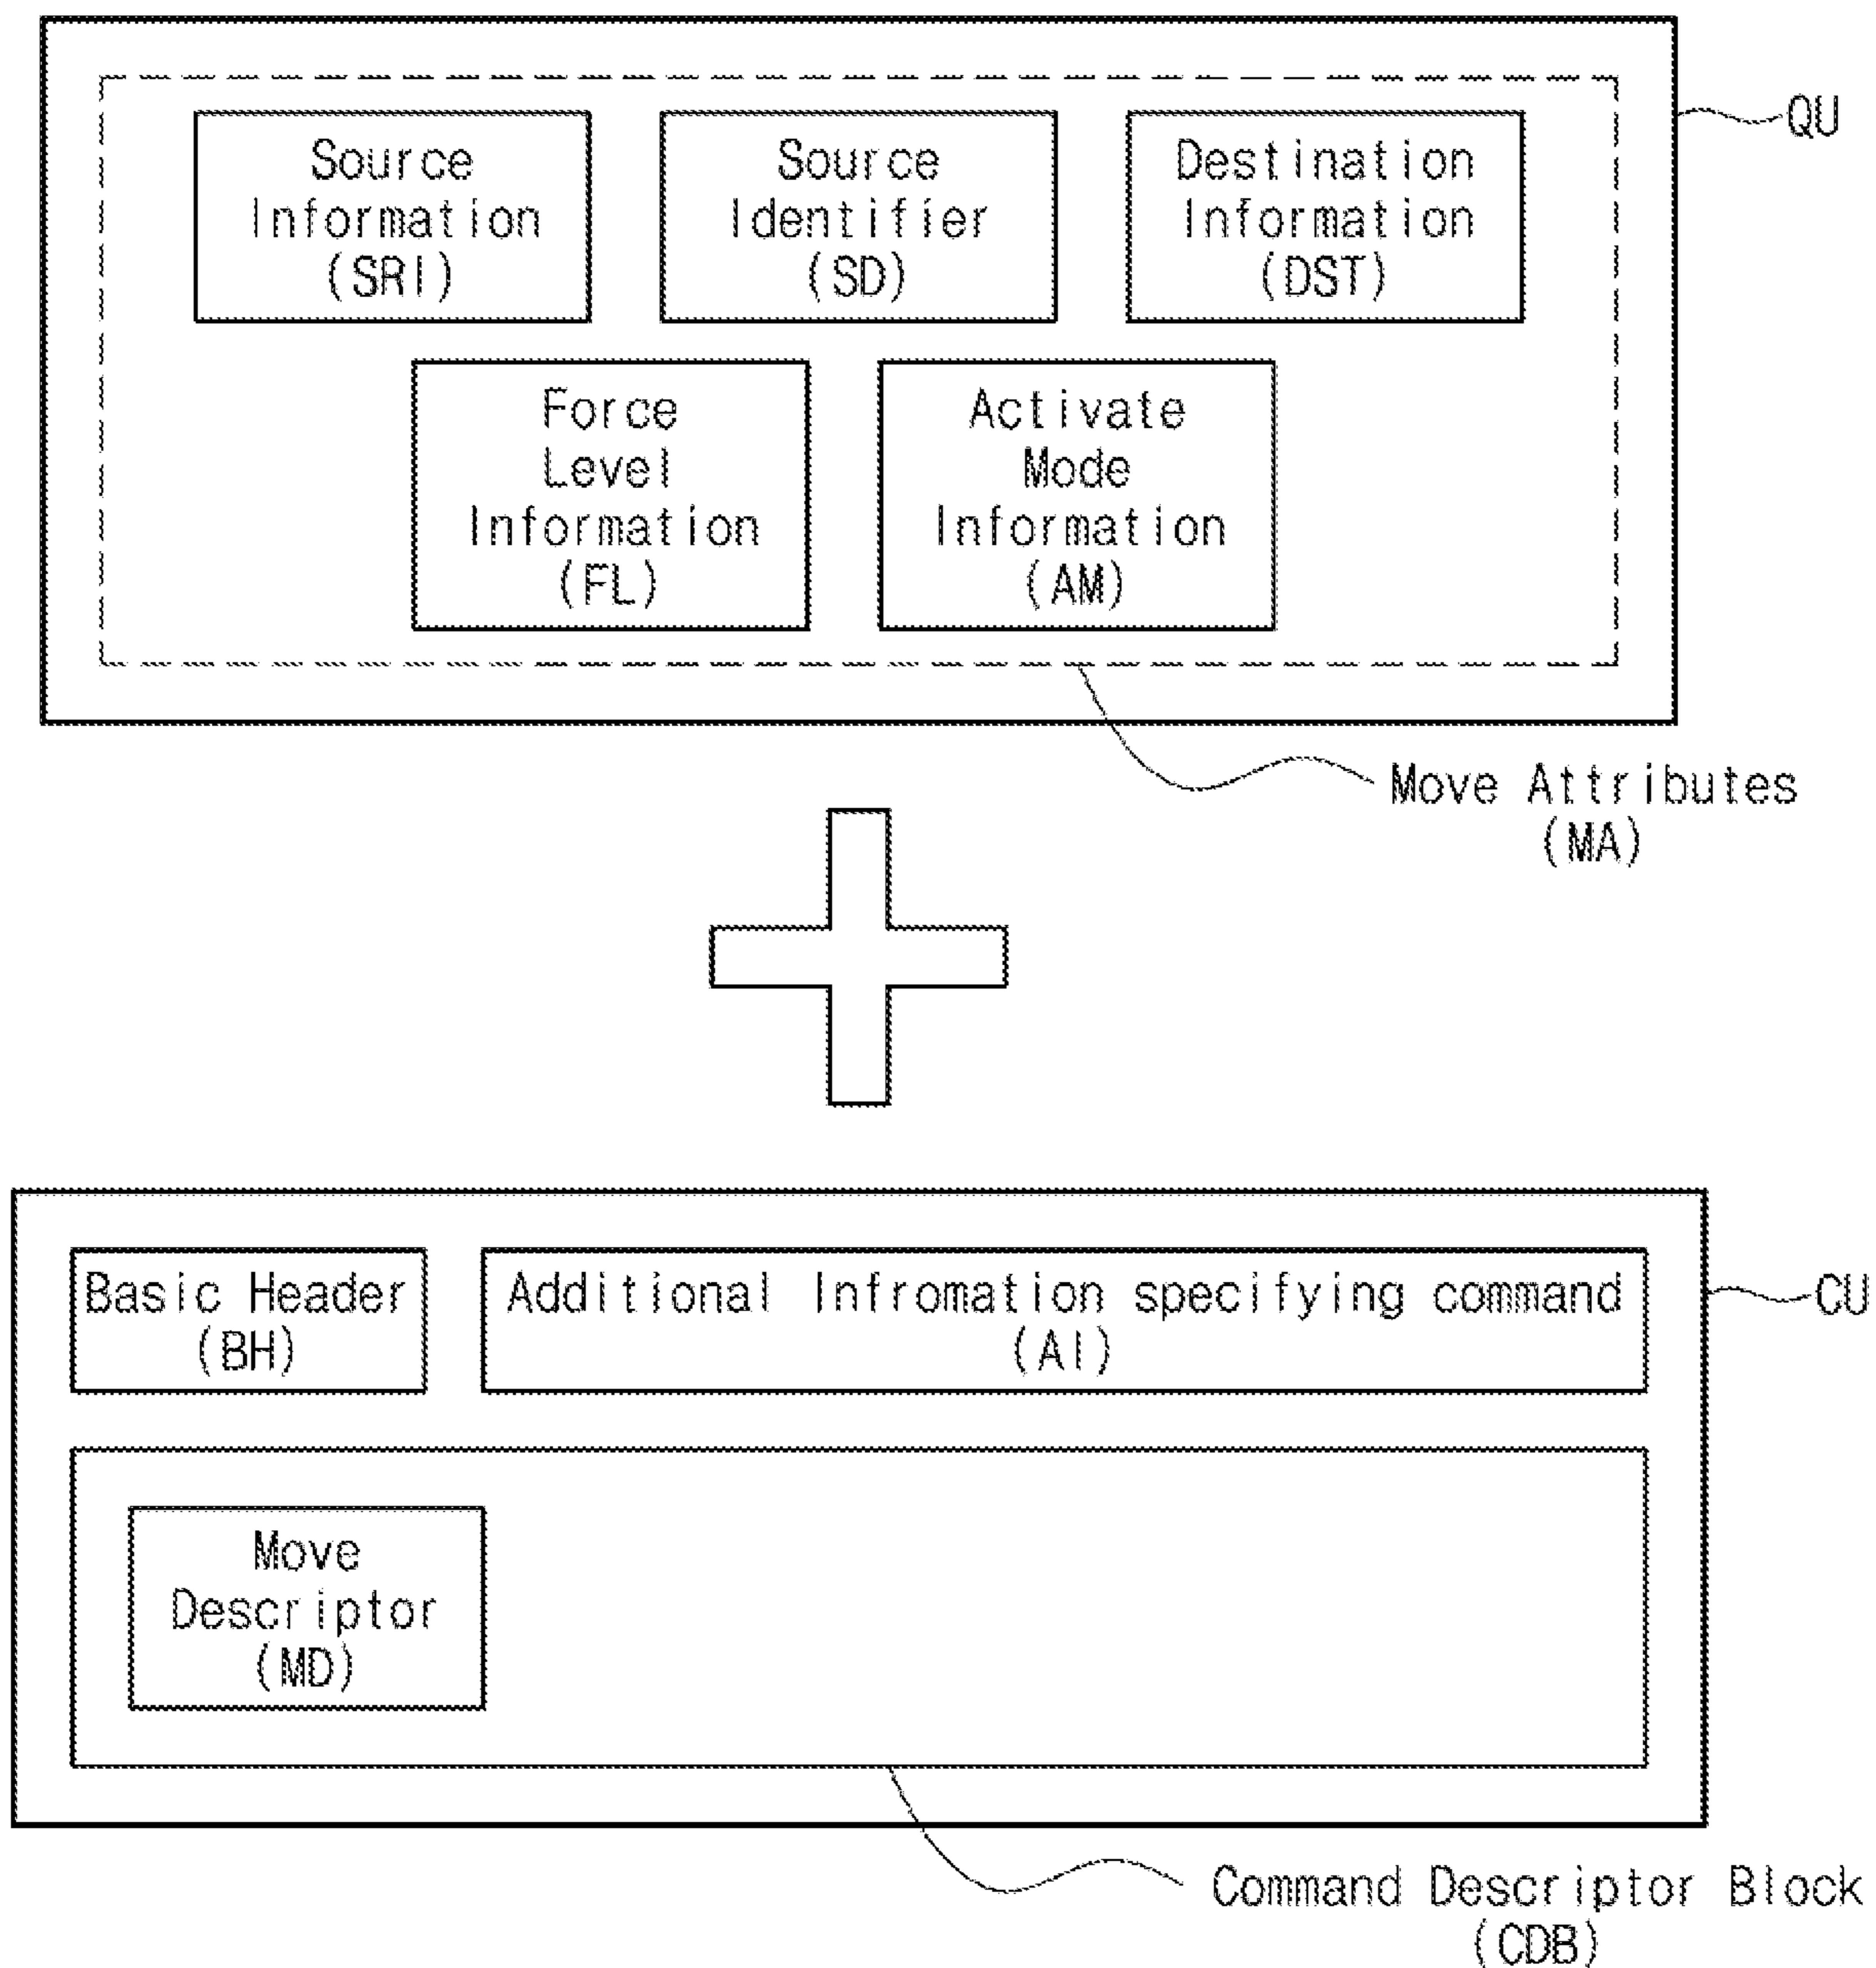 Source
Information
(SRI)
Source
Identifier
(SD)
Destination
Information
(DST)
QU
Force
Level
Information
(FL)
Activate
Mode
Information
(AM)
Move Attributes
(MA)
Basic Header
(BH)
Additional Infromation specifying command
(AI)
CU
Move
Descriptor
(MD)
Command Descriptor Block
(CDB)